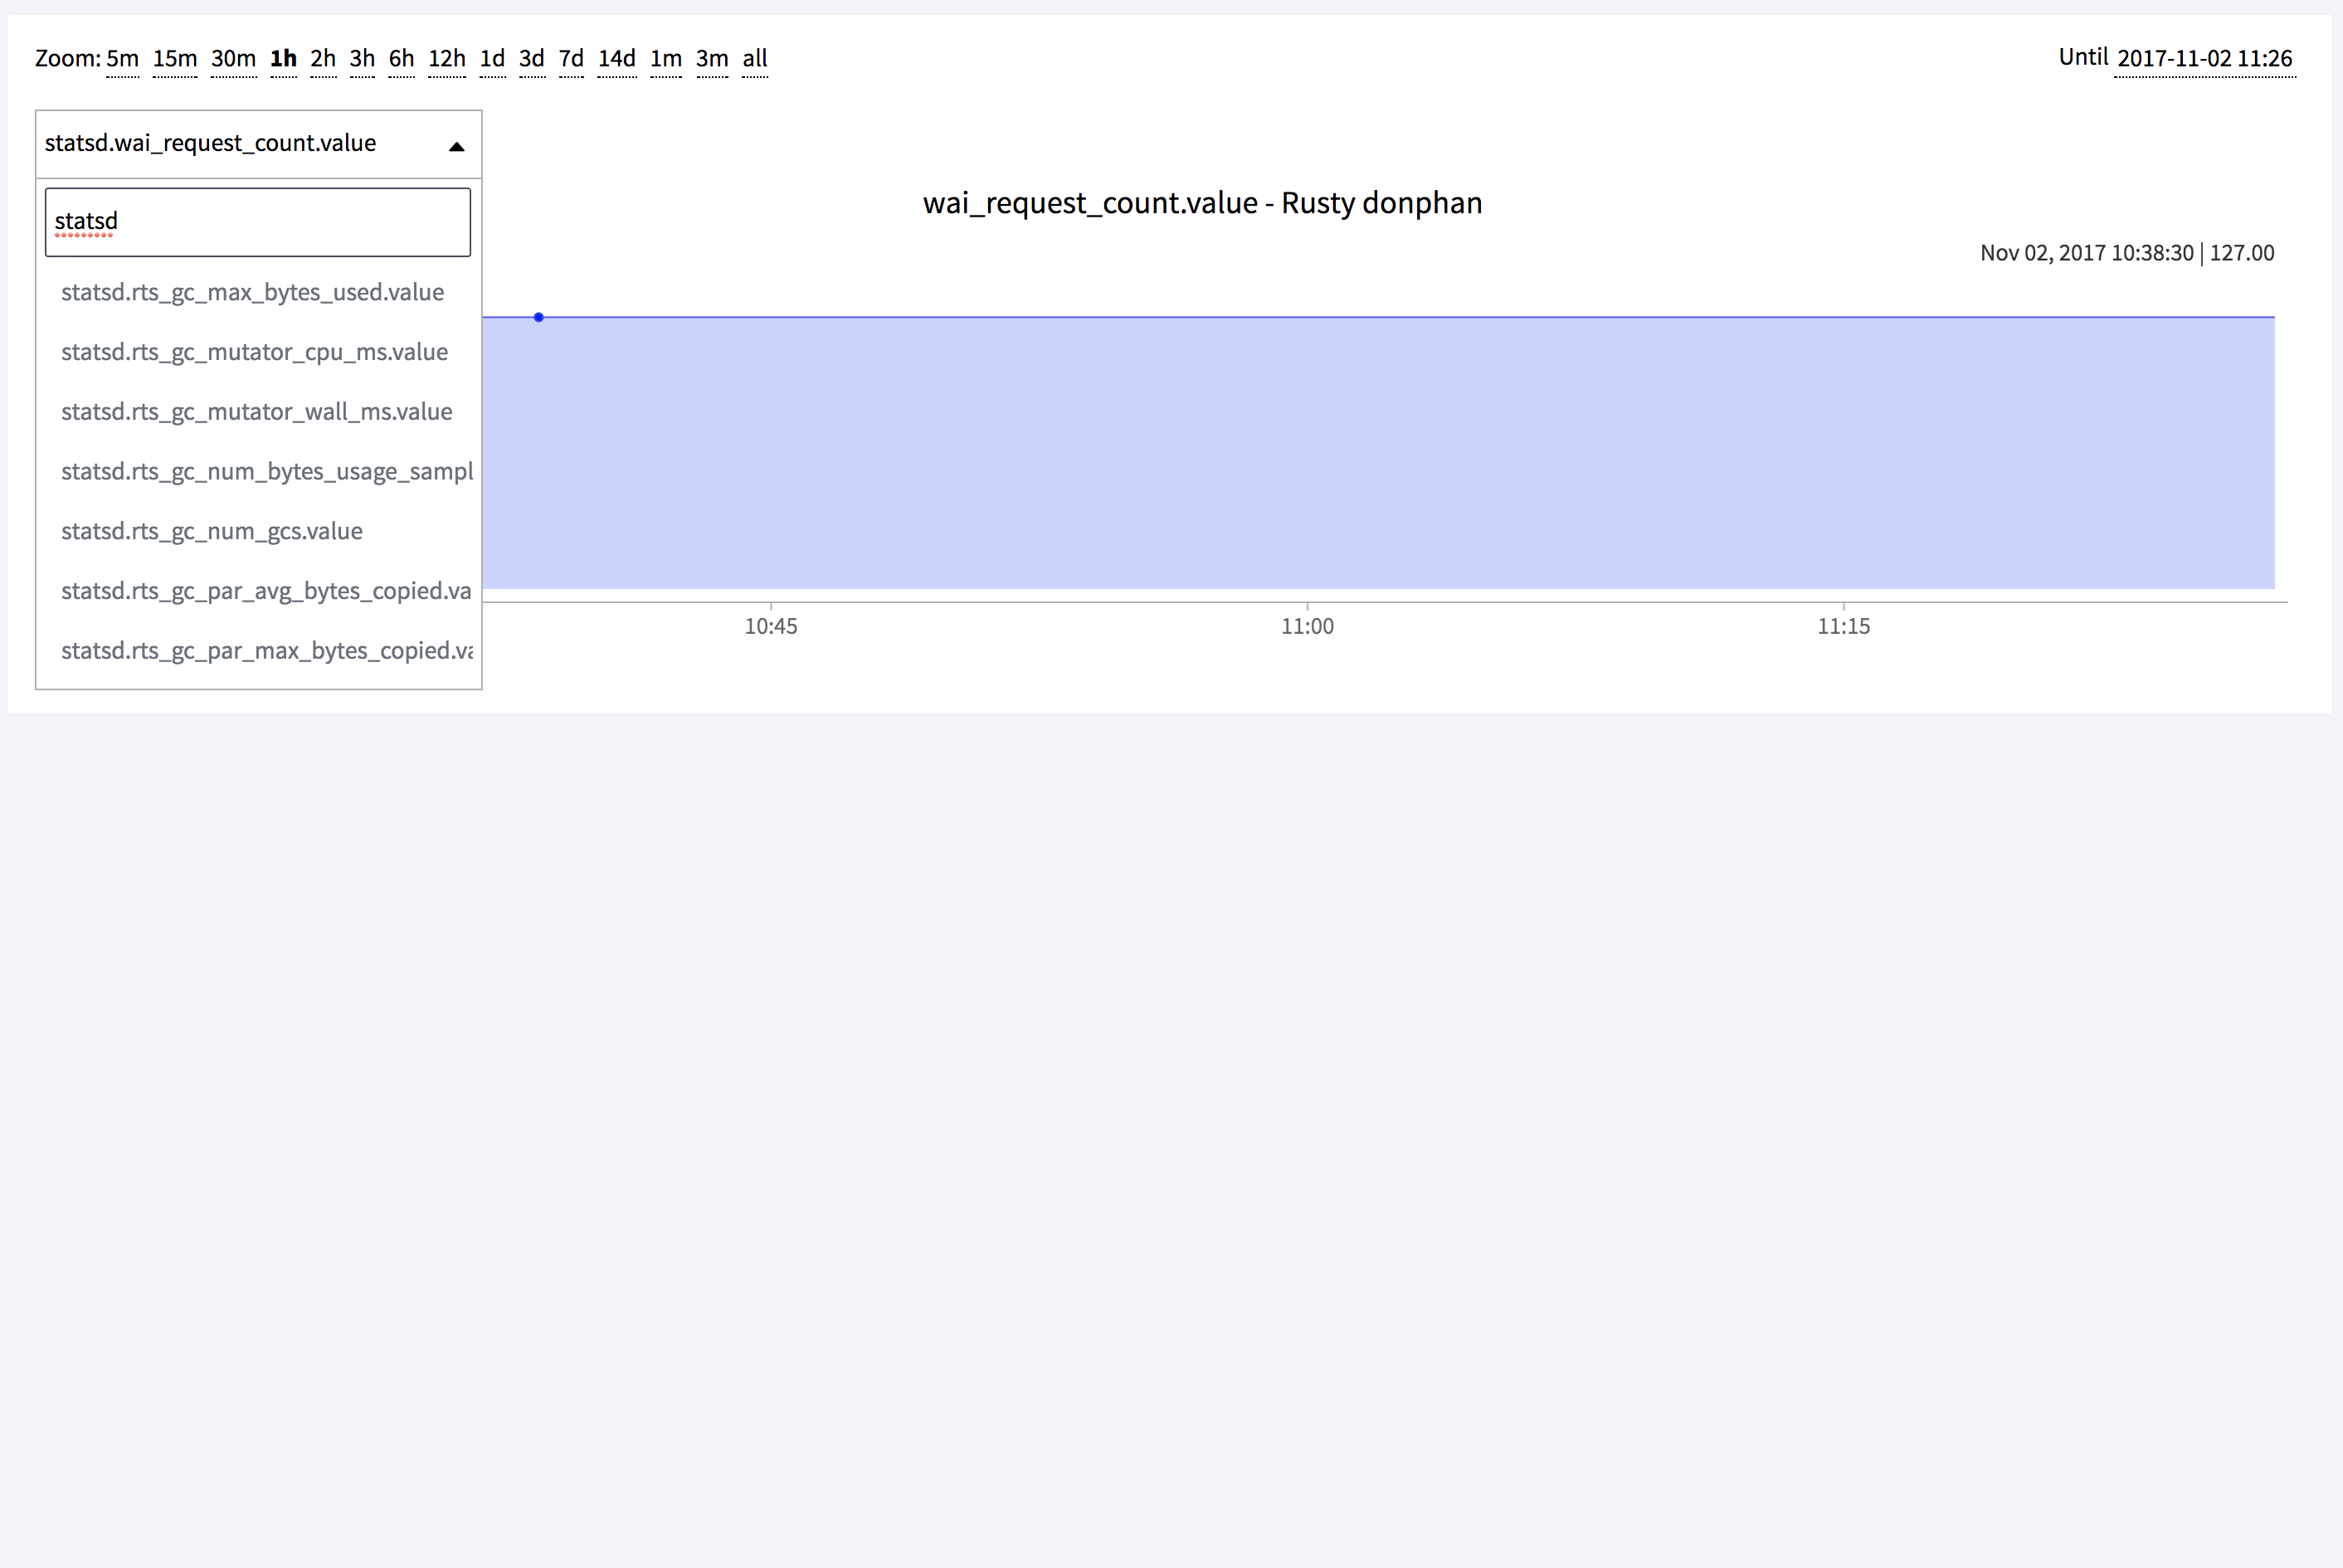 Zoom: 5m 15m 30m 1h 2h 3h 6h 12h 1d 3d 7d 14d 1m 3m all
Until 2017-11-02 11:26
statsd.wai_request_count.value
statsd
wai_request_count.value - Rusty donphan
Nov 02, 2017 10:38:30 | 127.00
statsd.rts_gc_max_bytes_used.value
statsd.rts_gc_mutator_cpu_ms.value
statsd.rts_gc_mutator_wall_ms.value
statsd.rts_gc_num_bytes_usage_sampl
statsd.rts_gc_num_gcs.value
statsd.rts_gc_par_avg_bytes_copied.va
statsd.rts_gc_par_max_bytes_copied.va
10:45 11:00 11:15